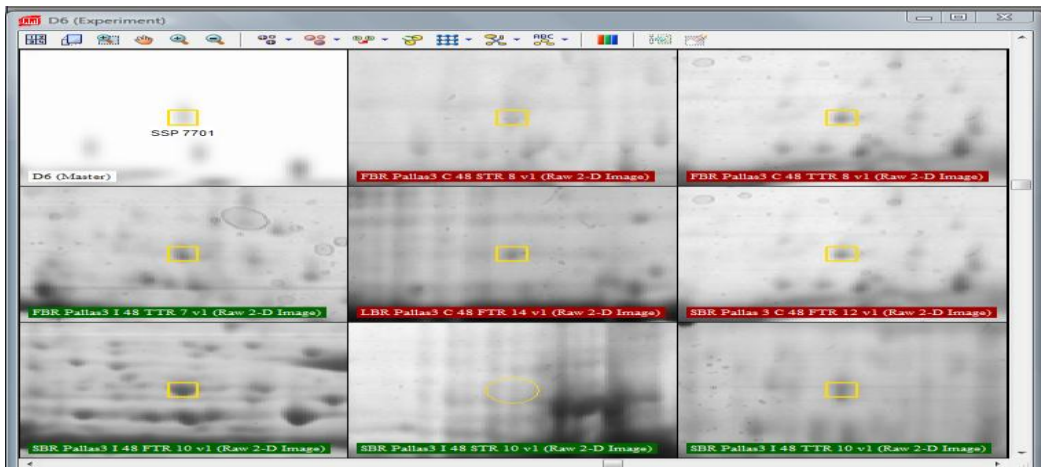 D6 (Experiment)
ABC
SSP 7701
D6 (Master)
FBR Pallas3 C 48 STR 8 v1 (Raw 2-D Image)
FBR Pallas3 C 48 TTR 8 v1 (Raw 2-D Image)
FBR Pallas3 I 48 TTR 7 v1 (Raw 2-D Image)
LBR Pallas3 C 48 FTR 14 v1 (Raw 2-D Image)
SBR Pallas 3 C 48 FTR 12 v1 (Raw 2-D Image)
SBR Pallas3 I 48 FTR 10 v1 (Raw 2-D Image)
SBR Pallas3 I 48 STR 10 v1 (Raw 2-D Image)
SBR Pallas3 I 48 TTR 10 v1 (Raw 2-D Image)